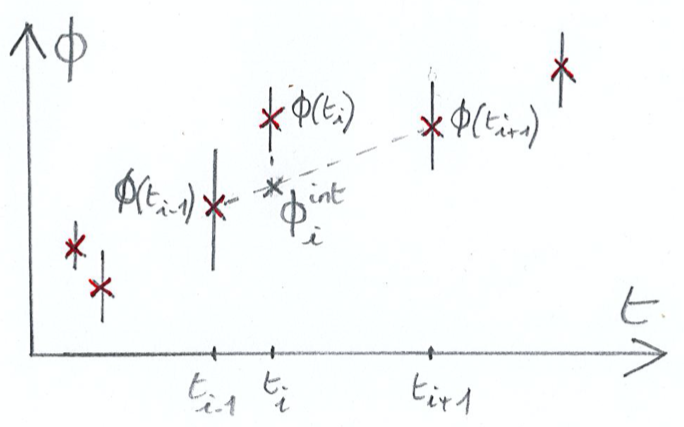 ϕ
ϕ(t_i)
ϕ(t_{i+1})
ϕ(t_{i-1})
ϕ_i^{int}
t
t_{i-1}
t_i
t_{i+1}